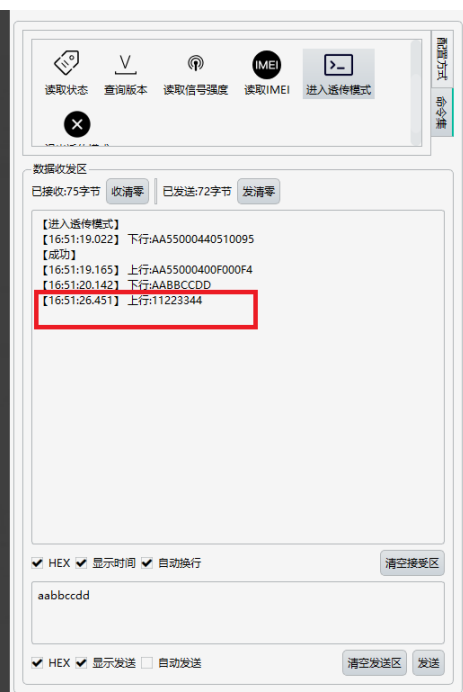 配置方式
命令集
IMEI
读取状态 查询版本 读取信号强度 读取IMEI 进入透传模式
数据收发区
已接收:75字节 收清零 已发送:72字节 发清零
【进入透传模式】
【16:51:19.022】 下行:AA55000440510095
【成功】
【16:51:19.165】 上行:AA55000400F000F4
【16:51:20.142】 下行:AABBCCDD
【16:51:26.451】 上行:11223344
HEX 显示时间 自动换行 清空接受区
aabbccdd
HEX 显示发送 自动发送 清空发送区 发送